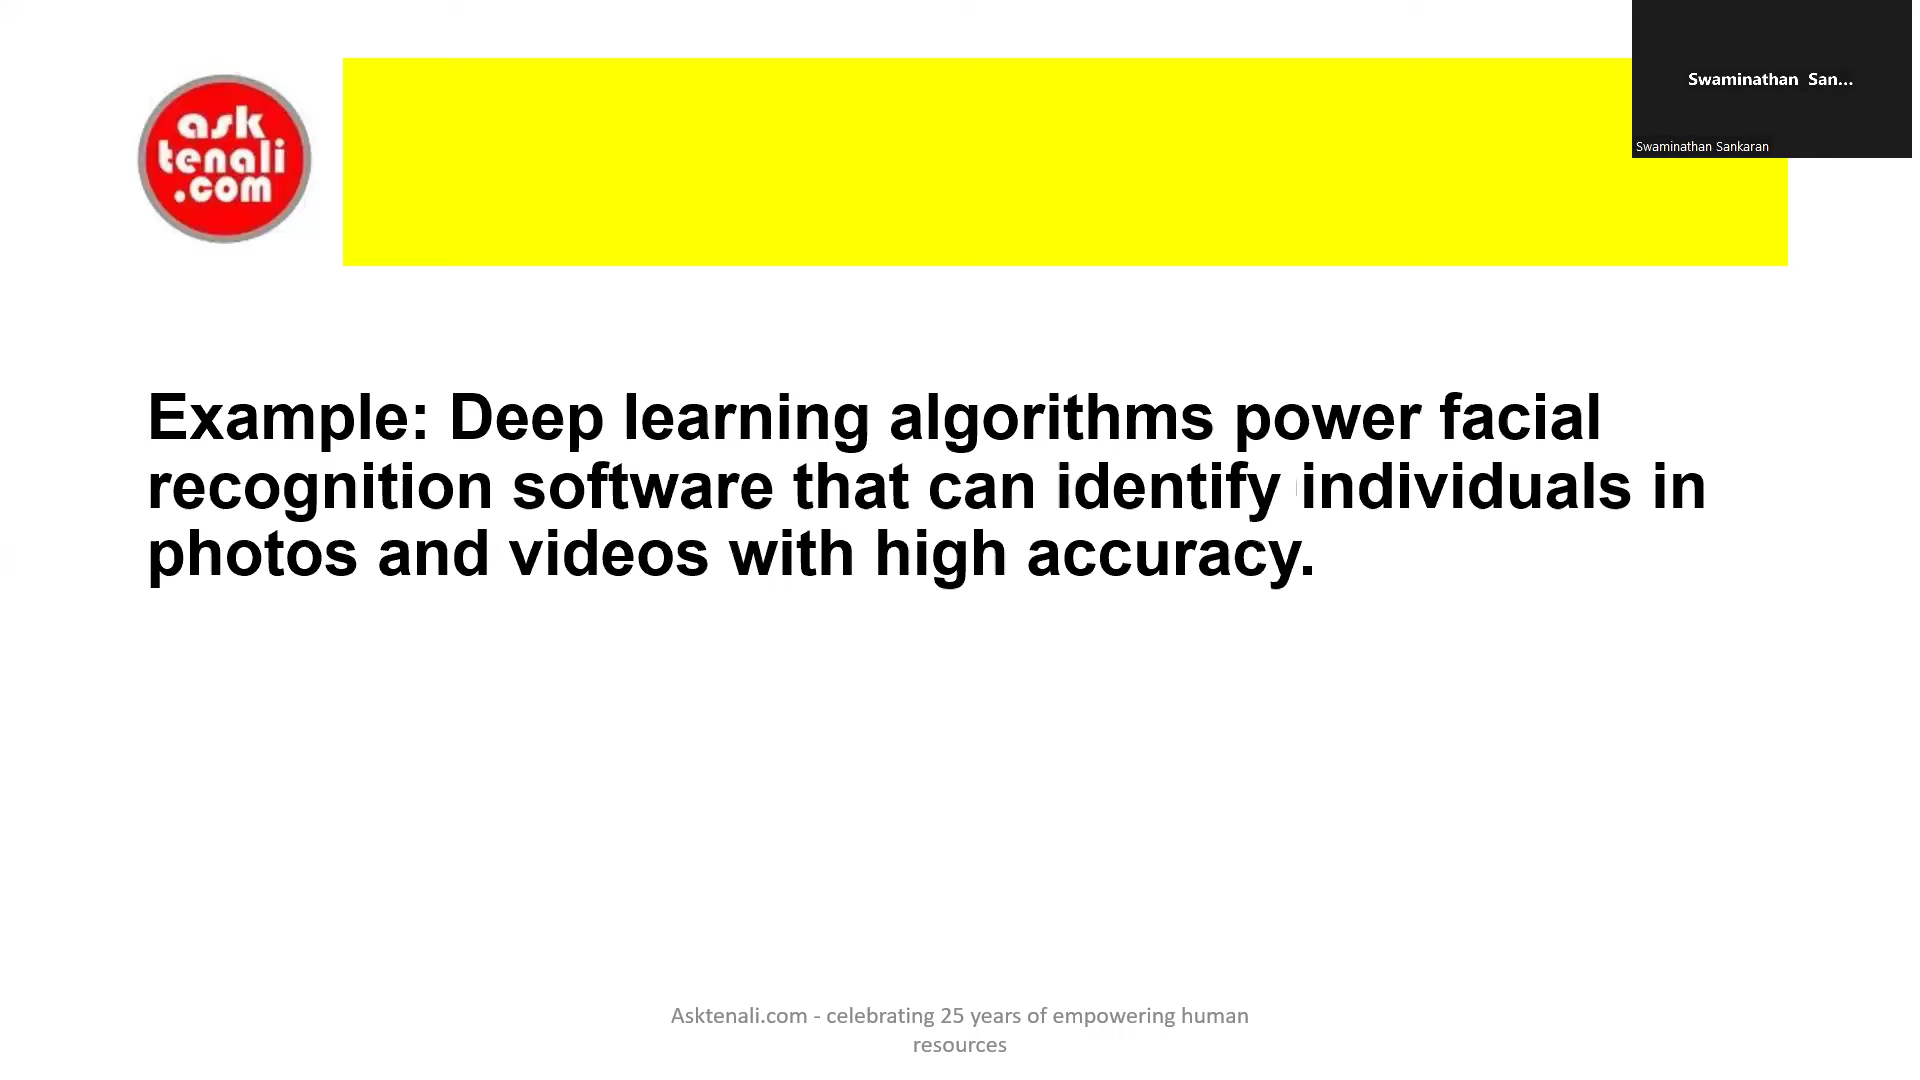 ask
tenali
.com
Swaminathan San...
Swaminathan Sankaran
Example: Deep learning algorithms power facial
recognition software that can identify individuals in
photos and videos with high accuracy.
Asktenali.com - celebrating 25 years of empowering human
resources